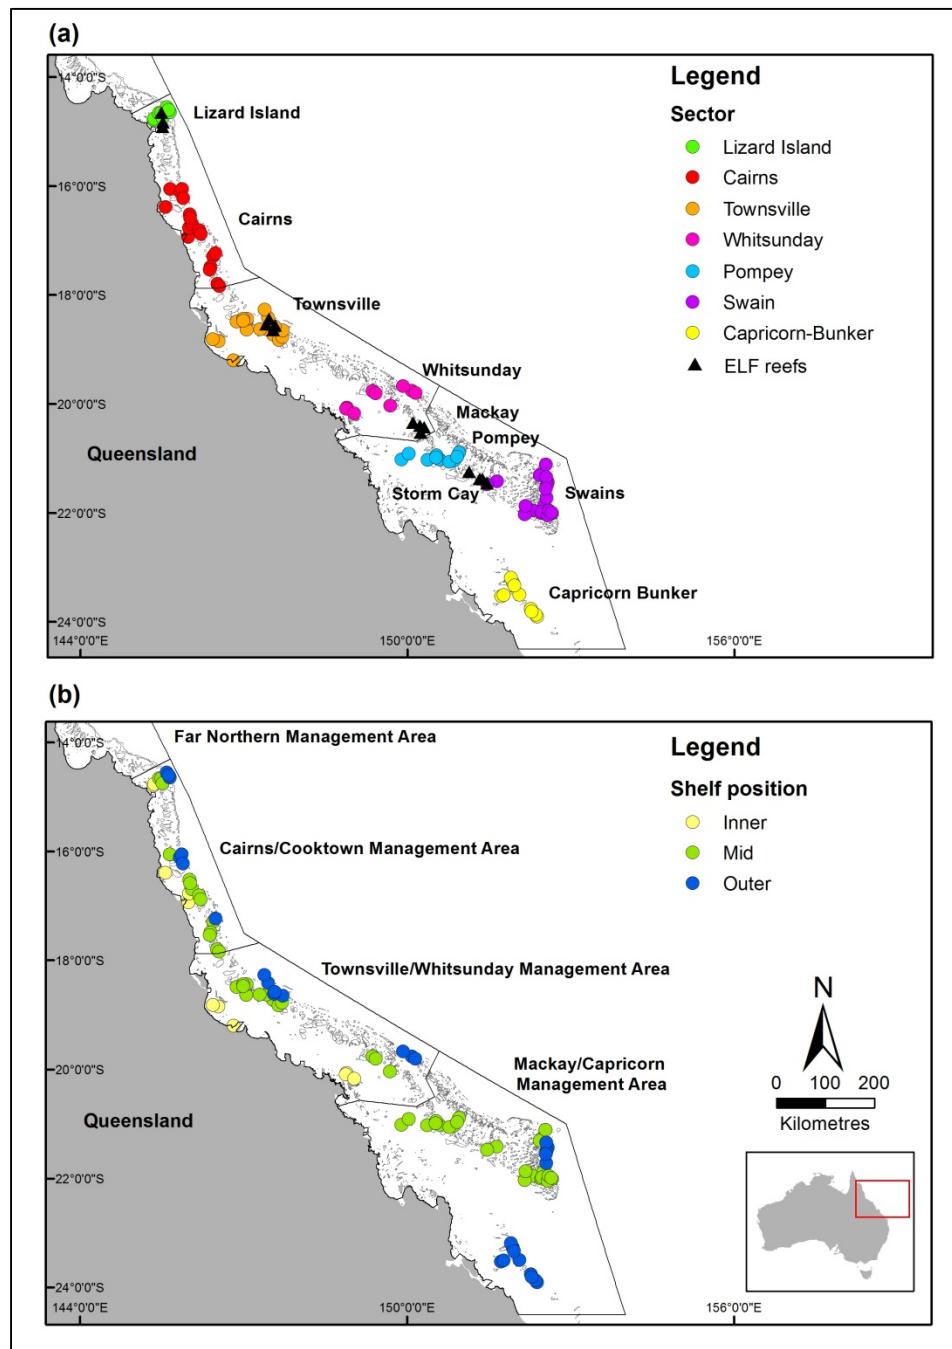 (a)
14°0'0"S
16°0'0"S
18°0'0"S
20°0'0"S
22°0'0"S
24°0'0"S
144°0'0"E
150°0'0"E
156°0'0"E
Lizard Island
Cairns
Townsville
Whitsunday
Mackay
Pompey
Queensland
Storm Cay
Swains
Capricorn Bunker
Legend
Sector
Lizard Island
Cairns
Townsville
Whitsunday
Pompey
Swain
Capricorn-Bunker
ELF reefs
(b)
14°0'0"S
16°0'0"S
18°0'0"S
20°0'0"S
22°0'0"S
24°0'0"S
144°0'0"E
150°0'0"E
156°0'0"E
Far Northern Management Area
Cairns/Cooktown Management Area
Townsville/Whitsunday Management Area
Mackay/Capricorn
Management Area
Queensland
Legend
Shelf position
Inner
Mid
Outer
N
0 100 200
Kilometres